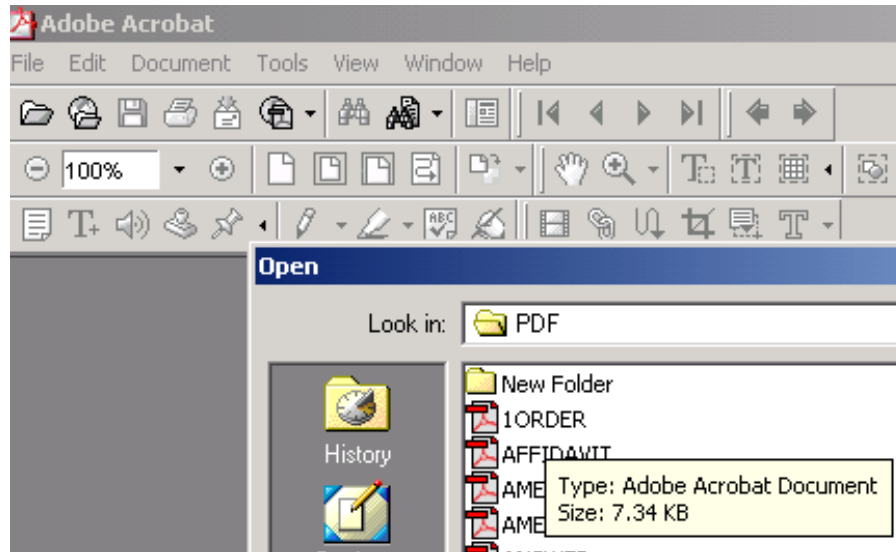 Adobe Acrobat
File Edit Document Tools View Window Help
100%
Open
Look in: PDF
New Folder
1ORDER
History
AFFIDAVIT
AME
Type: Adobe Acrobat Document
AME
Size: 7.34 KB